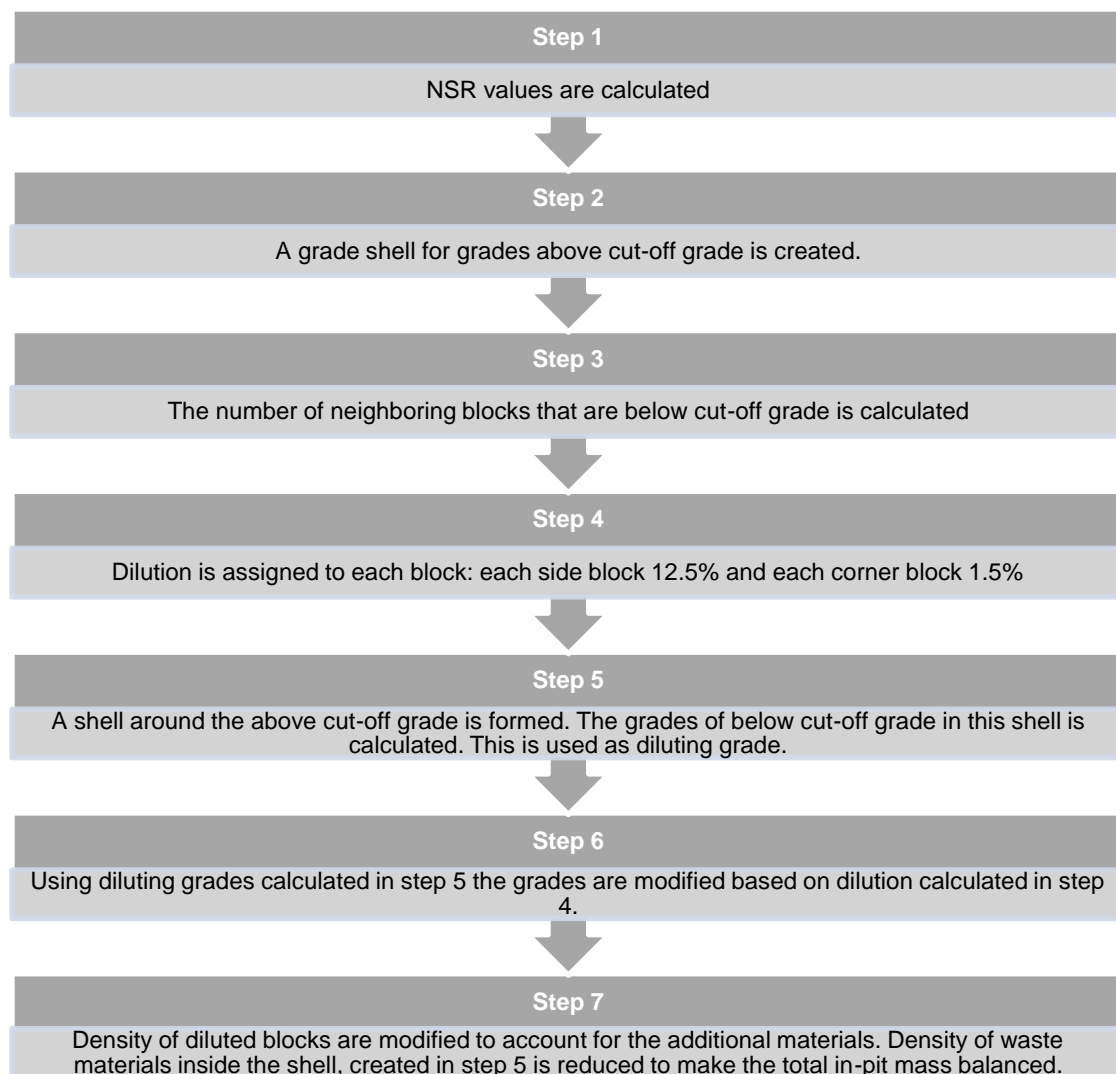 Step 1
NSR values are calculated
Step 2
A grade shell for grades above cut-off grade is created.
Step 3
The number of neighboring blocks that are below cut-off grade is calculated
Step 4
Dilution is assigned to each block: each side block 12.5% and each corner block 1.5%
Step 5
A shell around the above cut-off grade is formed. The grades of below cut-off grade in this shell is
calculated. This is used as diluting grade.
Step 6
Using diluting grades calculated in step 5 the grades are modified based on dilution calculated in step
4.
Step 7
Density of diluted blocks are modified to account for the additional materials. Density of waste
materials inside the shell, created in step 5 is reduced to make the total in-pit mass balanced.